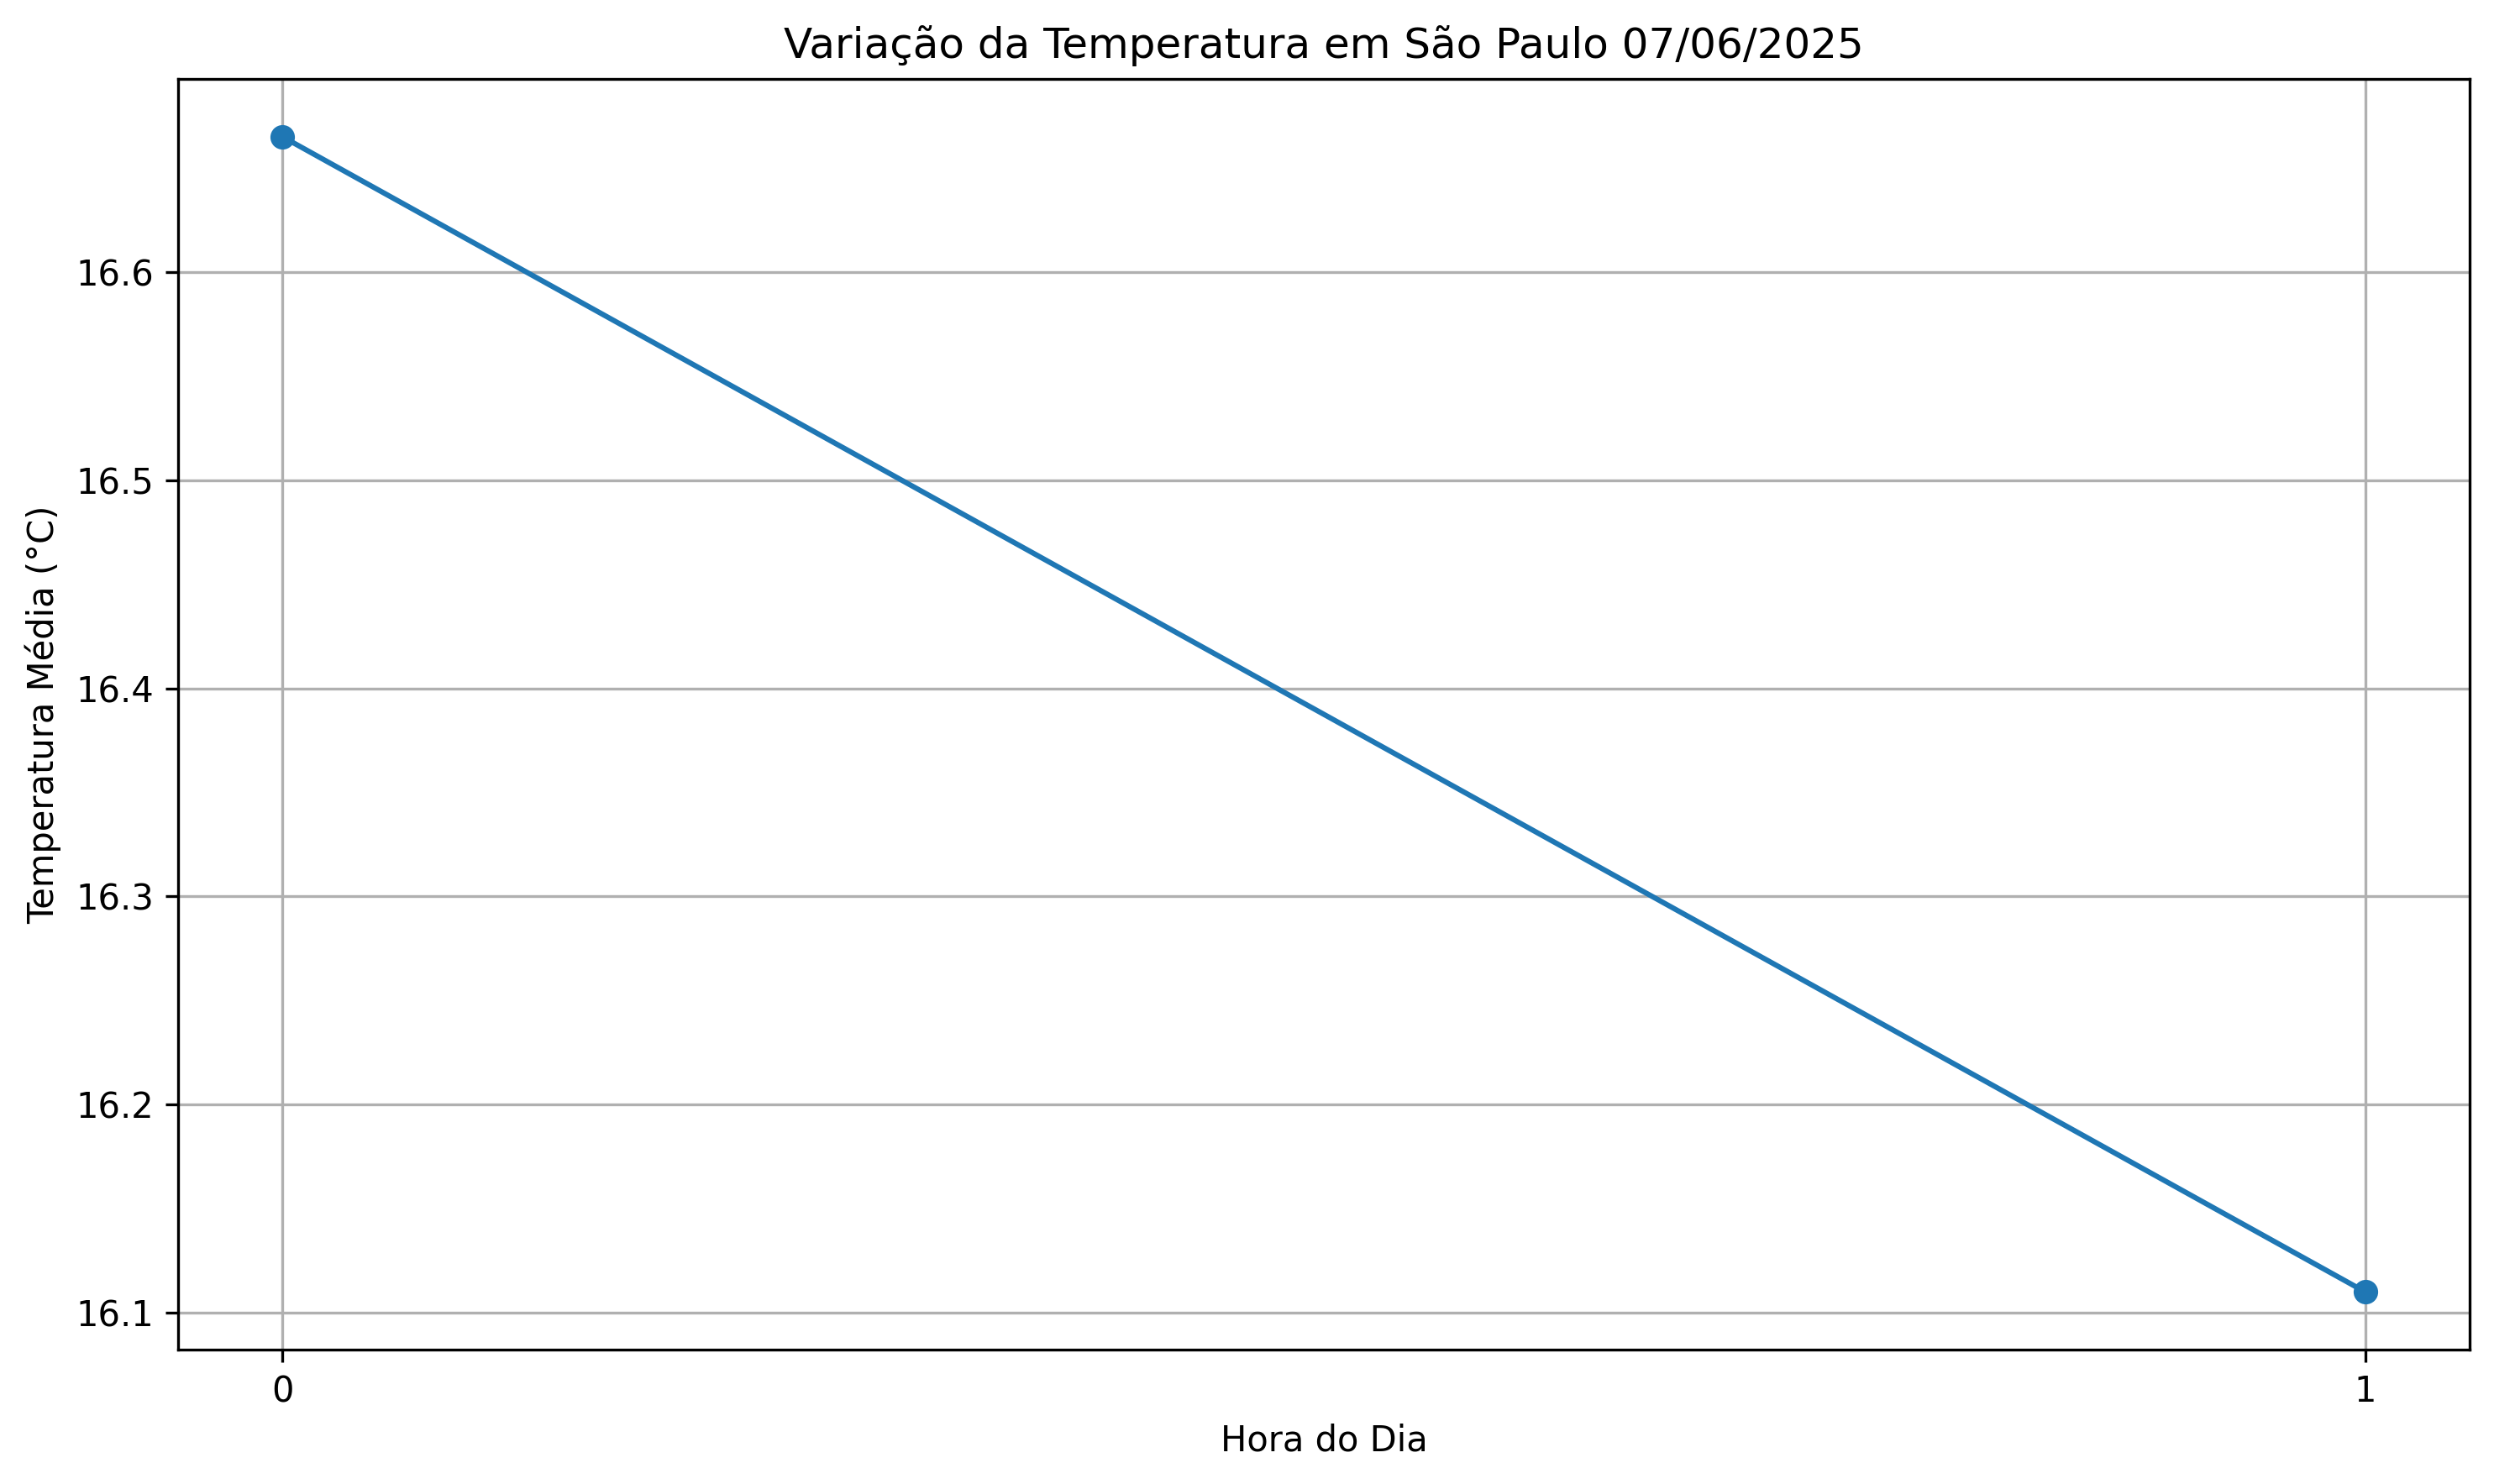 Variação da Temperatura em São Paulo 07/06/2025
Temperatura Média (°C)
16.6
16.5
16.4
16.3
16.2
16.1
0
1
Hora do Dia